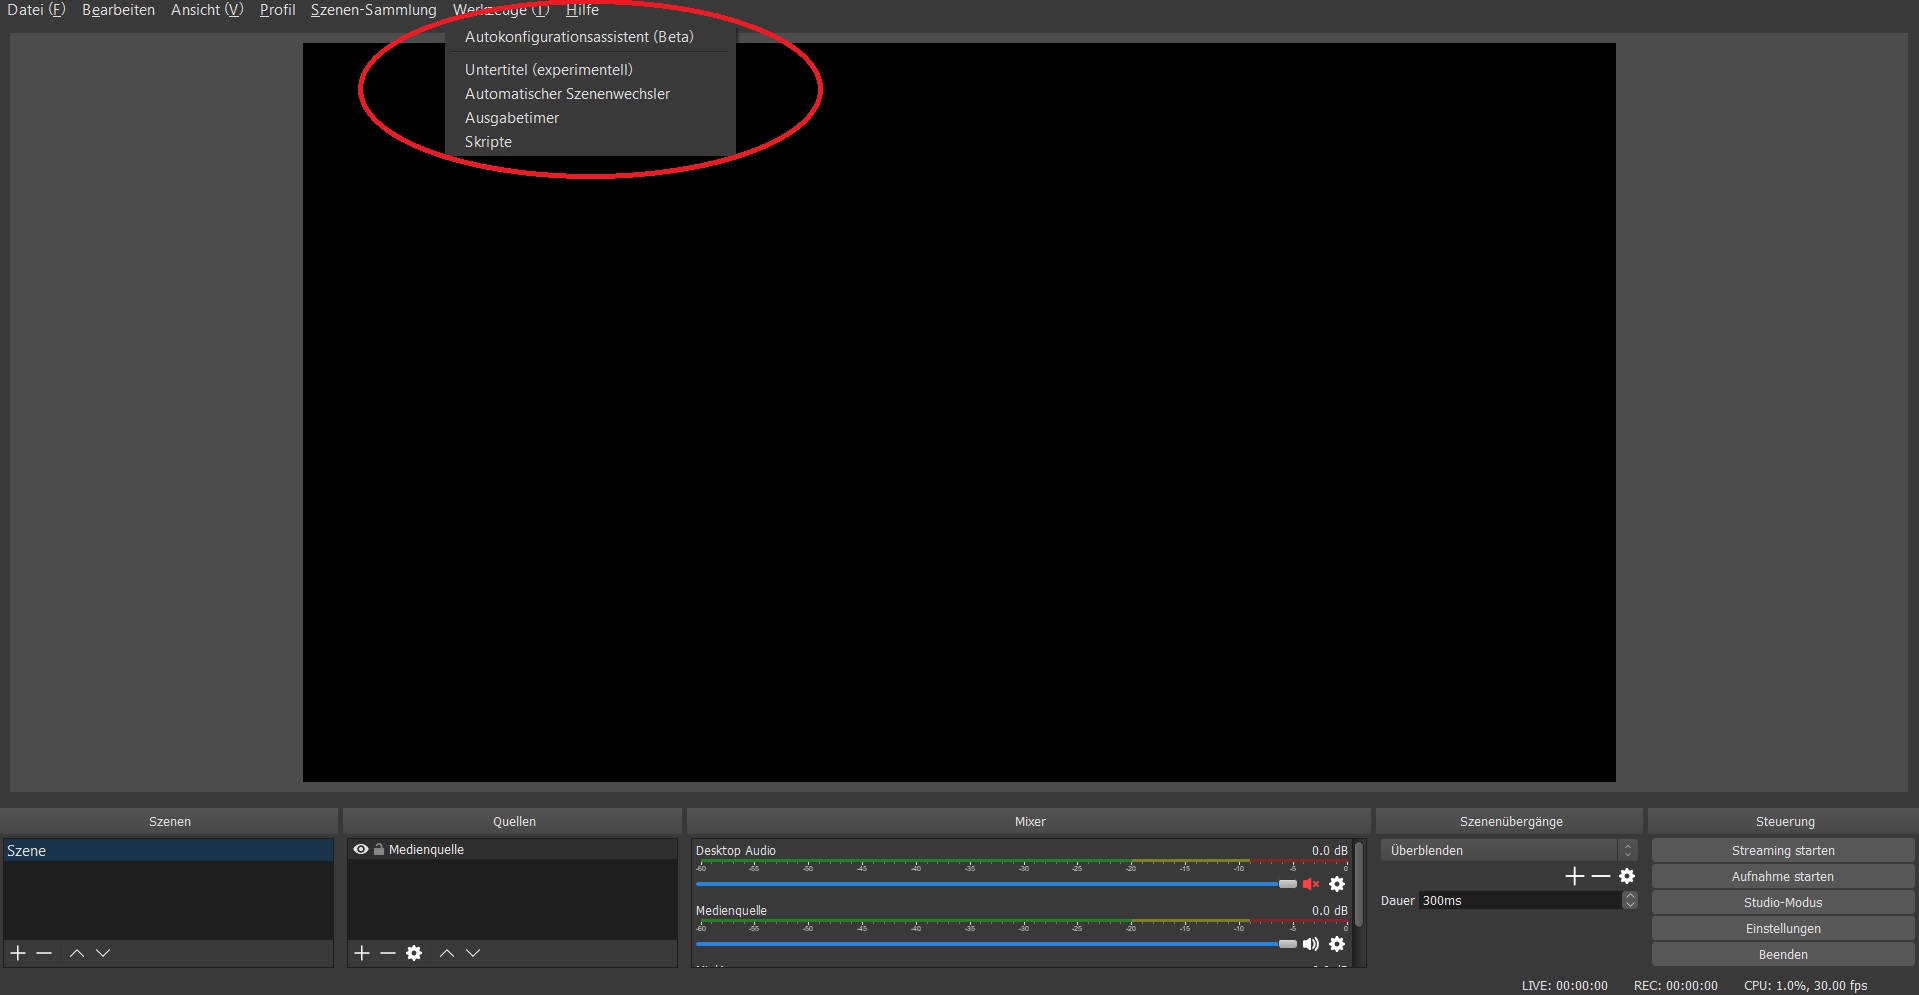 Datei (F) Bearbeiten Ansicht (V) Profil Szenen-Sammlung Werkzeuge (T) Hilfe
Autokonfigurationsassistent (Beta)
Untertitel (experimentell)
Automatischer Szenenwechsler
Ausgabetimer
Skripte
Szenen
Szene
Quellen
Medienquelle
Mixer
Desktop Audio 0.0 dB
-60 -55 -50 -45 -40 -35 -30 -25 -20 -15 -10 -5 0
Medienquelle 0.0 dB
-60 -55 -50 -45 -40 -35 -30 -25 -20 -15 -10 -5 0
Szenenübergänge
Überblenden
Dauer 300ms
Steuerung
Streaming starten
Aufnahme starten
Studio-Modus
Einstellungen
Beenden
LIVE: 00:00:00 REC: 00:00:00 CPU: 1.0%, 30.00 fps